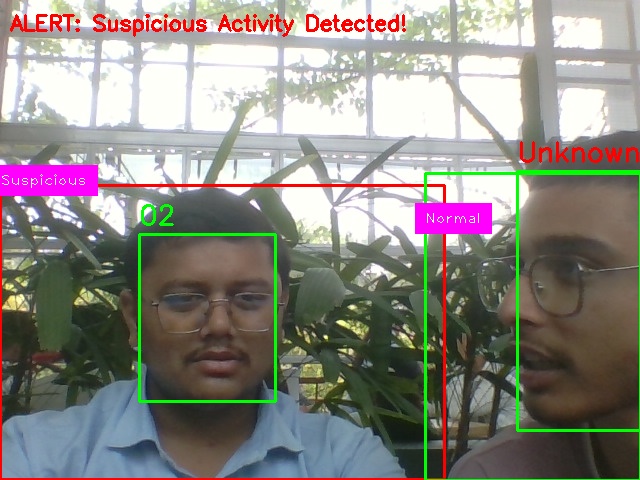 ALERT: Suspicious Activity Detected!
Unknown
Suspicious
02
Normal